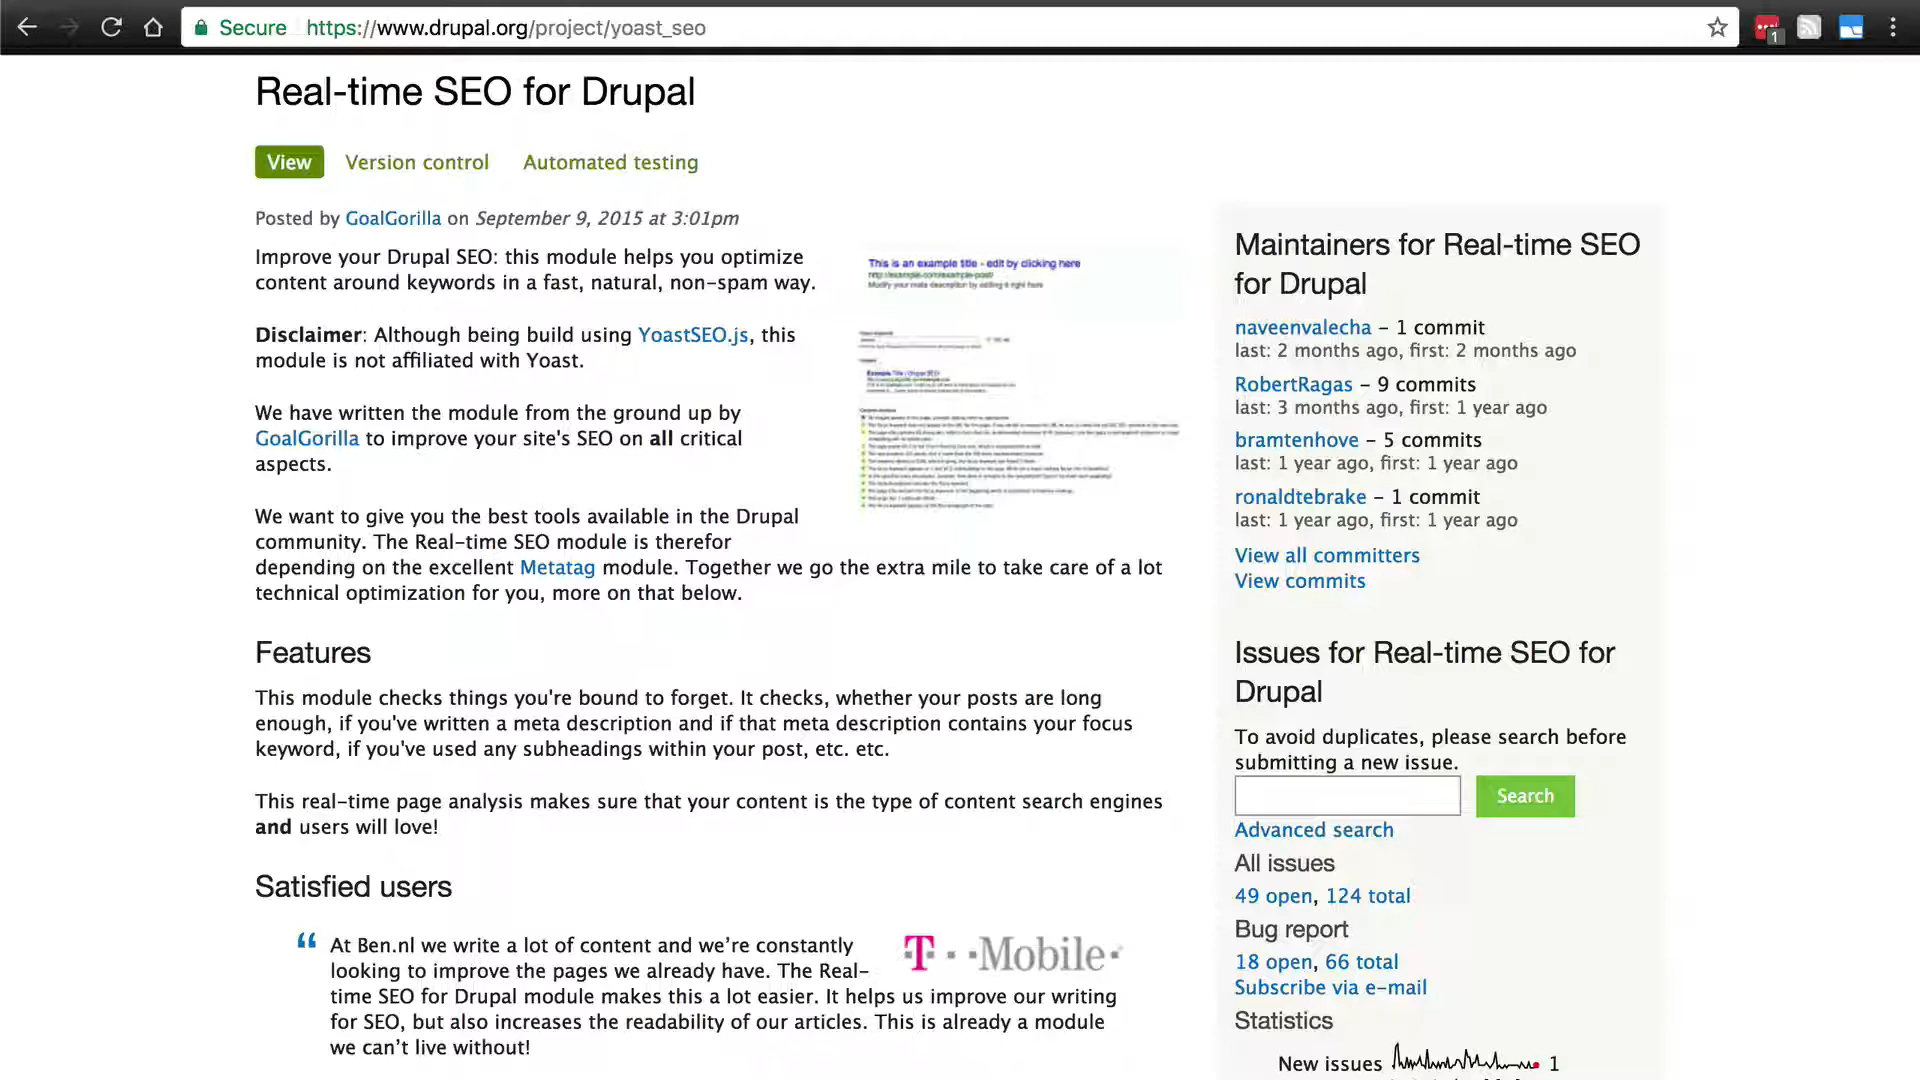 Secure https://www.drupal.org/project/yoast_seo
1
Real-time SEO for Drupal
View Version control Automated testing
Posted by GoalGorilla on September 9, 2015 at 3:01pm
Improve your Drupal SEO: this module helps you optimize
content around keywords in a fast, natural, non-spam way.
This is an example title - edit by clicking here
http://example.com/example-post/
Modify your meta description by editing it right here
Disclaimer: Although being build using YoastSEO.js, this
module is not affiliated with Yoast.
We have written the module from the ground up by
GoalGorilla to improve your site's SEO on all critical
aspects.
We want to give you the best tools available in the Drupal
community. The Real-time SEO module is therefor
depending on the excellent Metatag module. Together we go the extra mile to take care of a lot
technical optimization for you, more on that below.
Features
This module checks things you're bound to forget. It checks, whether your posts are long
enough, if you've written a meta description and if that meta description contains your focus
keyword, if you've used any subheadings within your post, etc. etc.
This real-time page analysis makes sure that your content is the type of content search engines
and users will love!
Satisfied users
“ At Ben.nl we write a lot of content and we’re constantly
looking to improve the pages we already have. The Real-
time SEO for Drupal module makes this a lot easier. It helps us improve our writing
for SEO, but also increases the readability of our articles. This is already a module
we can’t live without!
T··Mobile·
Maintainers for Real-time SEO
for Drupal
naveenvalecha – 1 commit
last: 2 months ago, first: 2 months ago
RobertRagas – 9 commits
last: 3 months ago, first: 1 year ago
bramtenhove – 5 commits
last: 1 year ago, first: 1 year ago
ronaldtebrake – 1 commit
last: 1 year ago, first: 1 year ago
View all committers
View commits
Issues for Real-time SEO for
Drupal
To avoid duplicates, please search before
submitting a new issue.
Search
Advanced search
All issues
49 open, 124 total
Bug report
18 open, 66 total
Subscribe via e-mail
Statistics
New issues 1